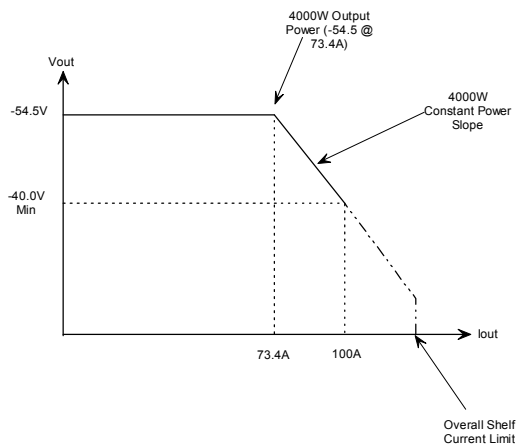 4000W Output
Power (-54.5 @
73.4A)
Vout
4000W
Constant Power
Slope
-54.5V
-40.0V
Min
Iout
73.4A
100A
Overall Shelf
Current Limit